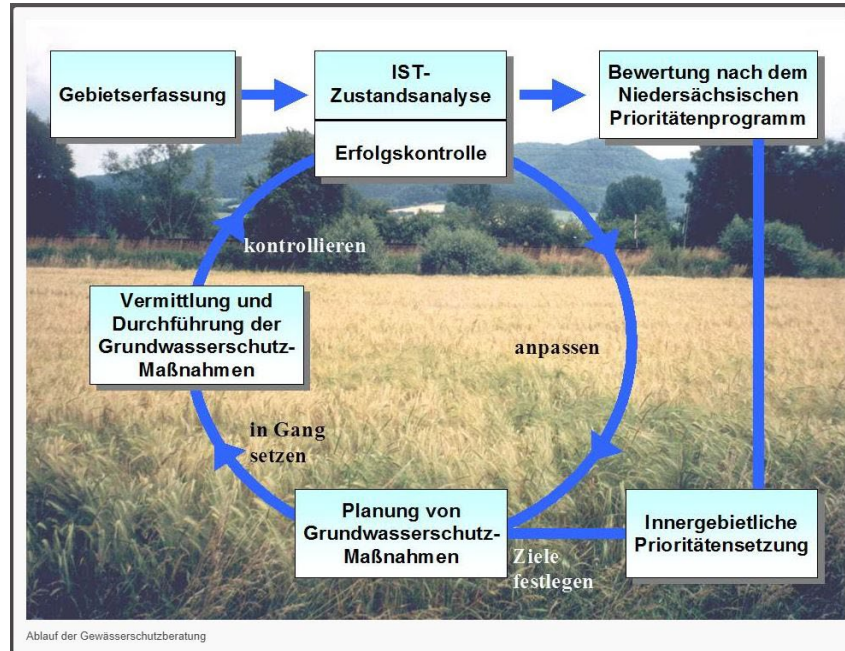 Gebietserfassung
IST-
Zustandsanalyse
Erfolgskontrolle
Bewertung nach dem
Niedersächsischen
Prioritätenprogramm
kontrollieren
Vermittlung und
Durchführung der
Grundwasserschutz-
Maßnahmen
anpassen
in Gang
setzen
Planung von
Grundwasserschutz-
Maßnahmen
Ziele
festlegen
Innergebietliche
Prioritätensetzung
Ablauf der Gewässerschutzberatung